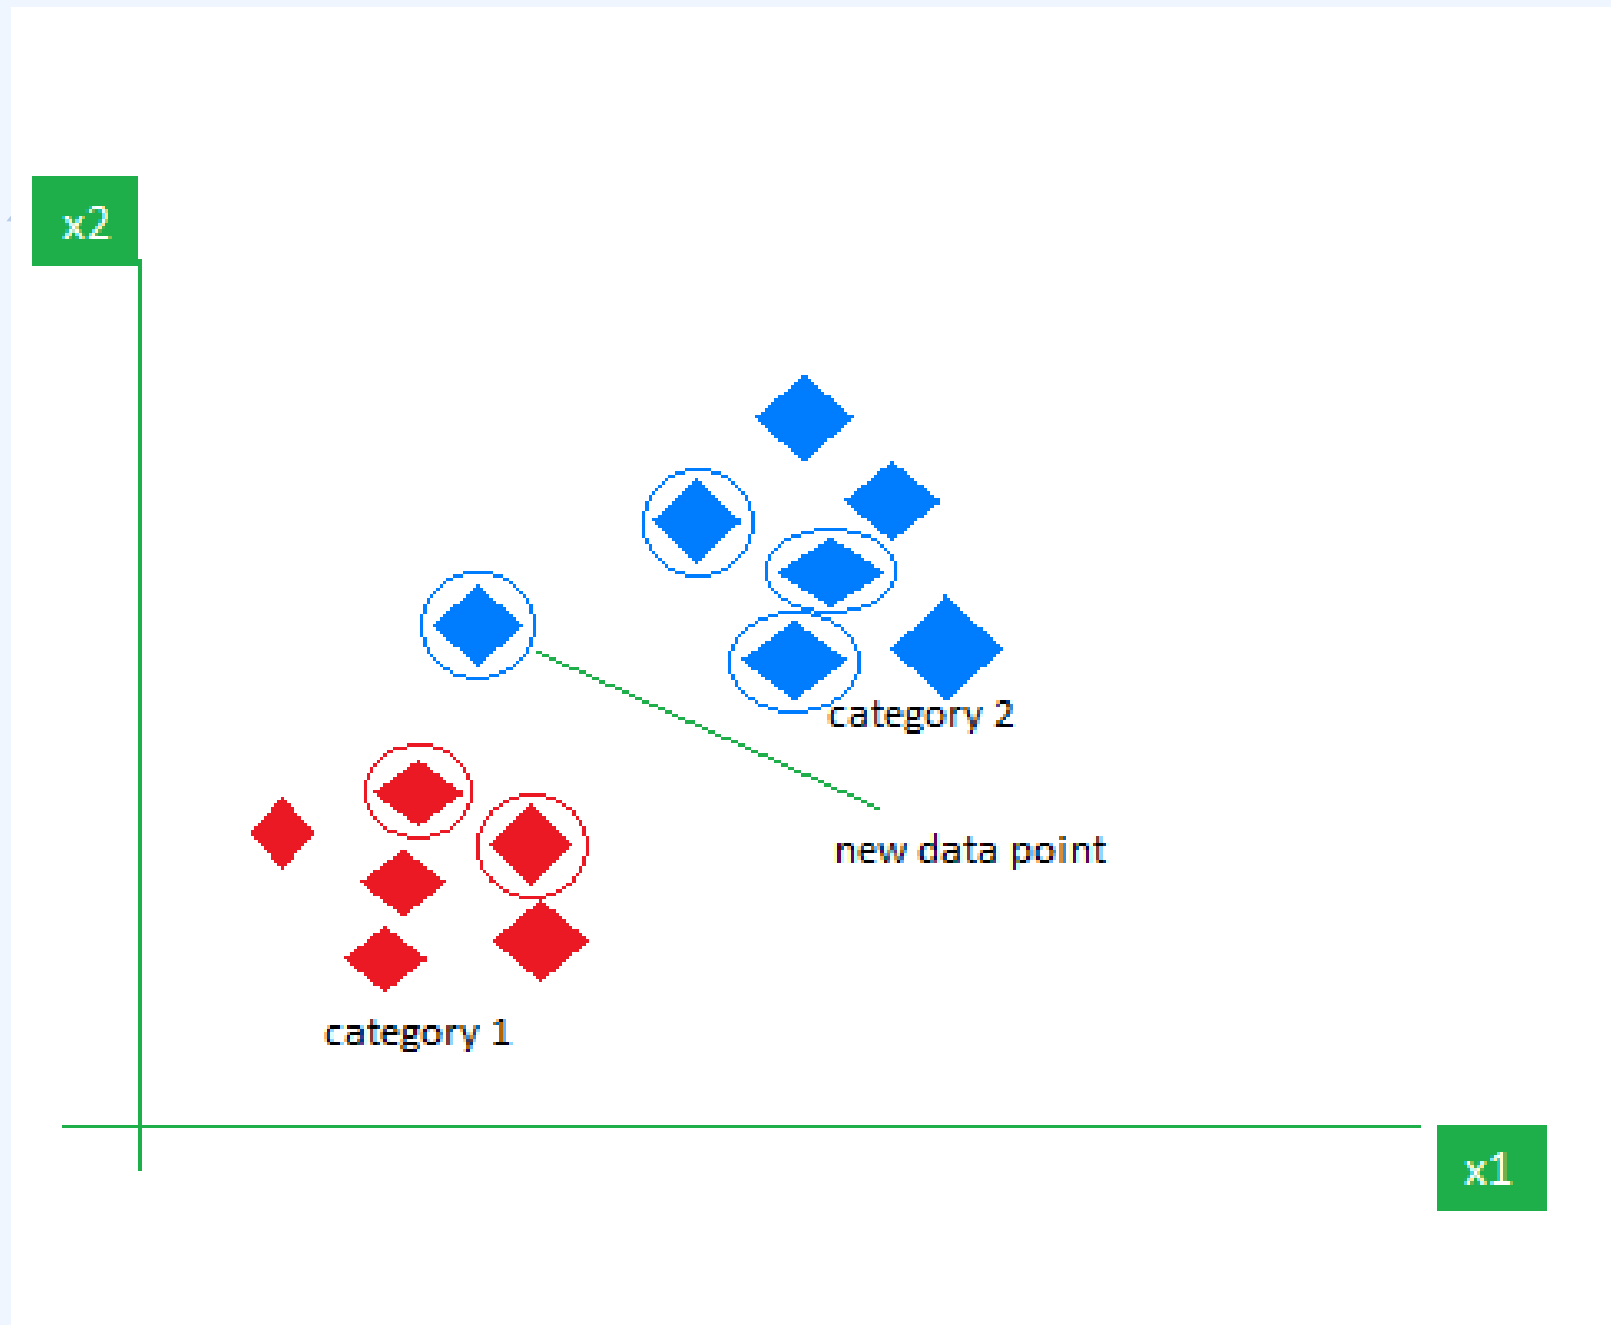 x2
category 2
new data point
category 1
x1